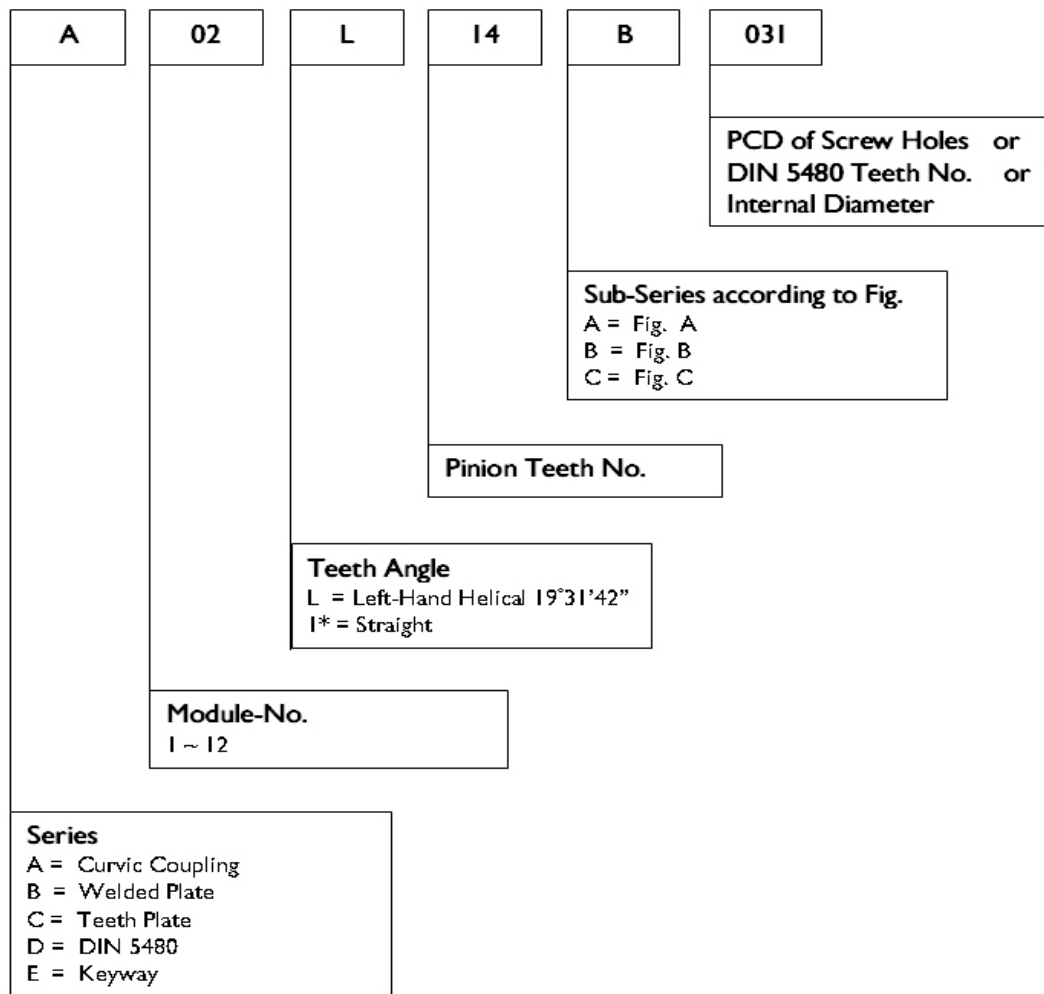 A 02 L 14 B 031
PCD of Screw Holes or
DIN 5480 Teeth No. or
Internal Diameter
Sub-Series according to Fig.
A = Fig. A
B = Fig. B
C = Fig. C
Pinion Teeth No.
Teeth Angle
L = Left-Hand Helical 19°31'42"
1* = Straight
Module-No.
1 ~ 12
Series
A = Curvic Coupling
B = Welded Plate
C = Teeth Plate
D = DIN 5480
E = Keyway